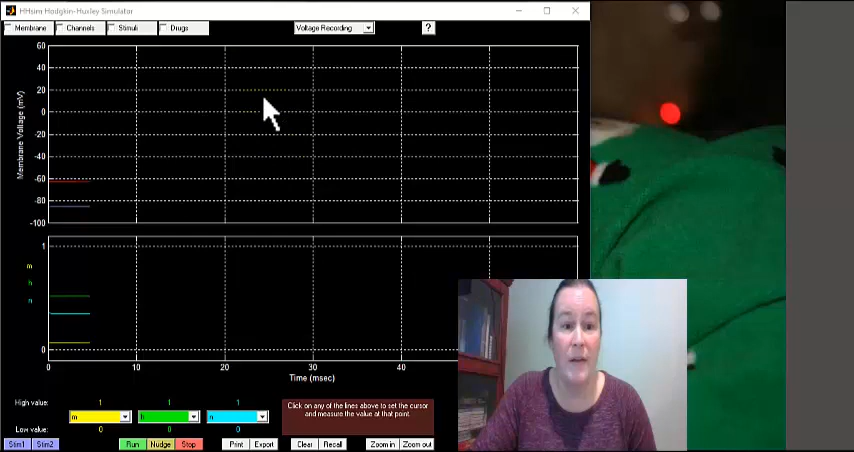 HHsim Hodgkin-Huxley Simulator
Membrane
Channels
Stimuli
Drugs
Voltage Recording
?
Membrane Voltage (mV)
60
40
20
0
-20
-40
-60
-80
-100
m
h
n
1
0
0
10
20
30
40
Time (msec)
High value:
1
1
1
m
h
n
Low value:
0
0
0
Click on any of the lines above to set the cursor
and measure the value at that point.
Stim1
Stim2
Run
Nudge
Stop
Print
Export
Clear
Recall
Zoom in
Zoom out